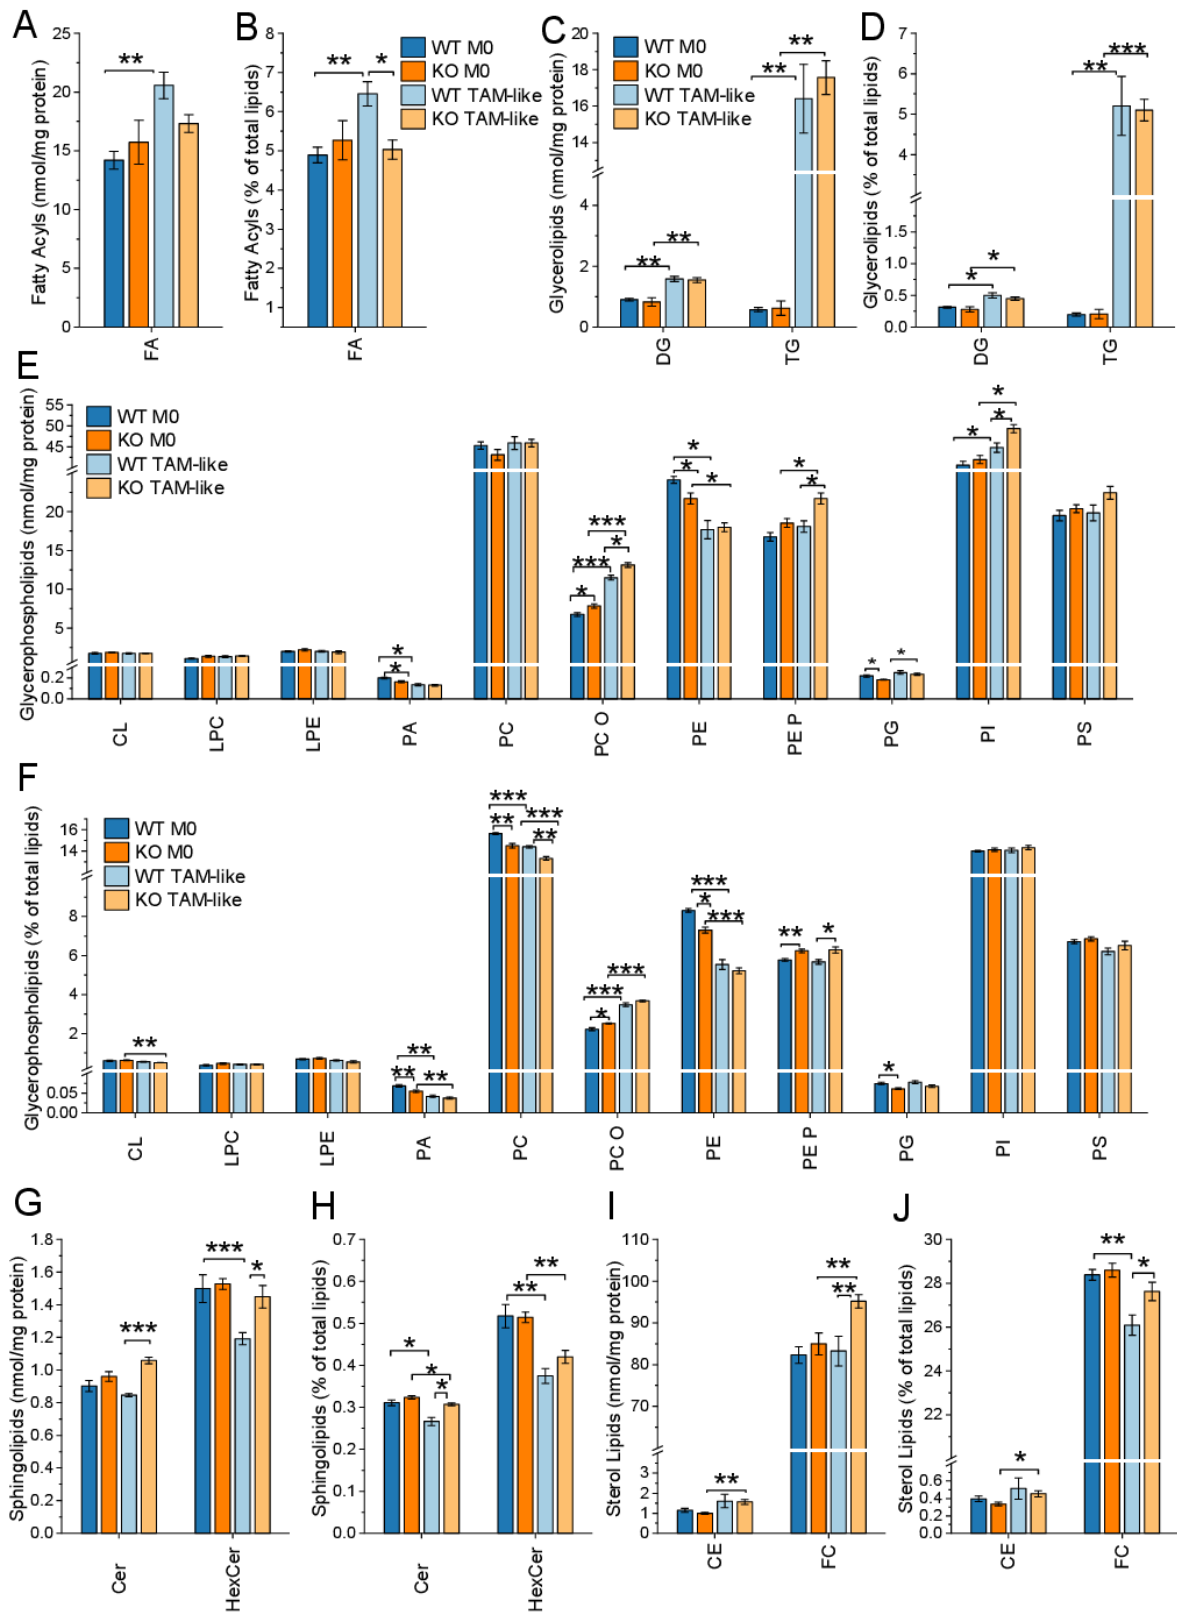 A
Fatty Acyls (nmol/mg protein)
25
20
15
10
5
0
**
FA
B
Fatty Acyls (% of total lipids)
8
7
6
5
4
3
2
1
** *
FA
WT M0
KO M0
WT TAM-like
KO TAM-like
C
Glycerolipids (nmol/mg protein)
20
18
16
14
4
2
0
** ** ** **
DG TG
D
Glycerolipids (% of total lipids)
7
6
5
4
1.5
1.0
0.5
0.0
* * ** ***
DG TG
E
Glycerophospholipids (nmol/mg protein)
55
50
45
20
15
10
5
0.2
0.0
WT M0
KO M0
WT TAM-like
KO TAM-like
* *
*** * *** *
* * *
* *
* *
* * *
CL LPC LPE PA PC PC O PE PE P PG PI PS
F
Glycerophospholipids (% of total lipids)
16
14
8
6
4
2
0.05
0.00
WT M0
KO M0
WT TAM-like
KO TAM-like
**
** ** **
*** *** ** **
*** *** *
*** * ***
** *
*
CL LPC LPE PA PC PC O PE PE P PG PI PS
G
Sphingolipids (nmol/mg protein)
1.8
1.6
1.4
1.2
1.0
0.8
0.6
0.4
0.2
0.0
*** *** *
Cer HexCer
H
Sphingolipids (% of total lipids)
0.7
0.6
0.5
0.4
0.3
0.2
0.1
0.0
* * * ** **
Cer HexCer
I
Sterol Lipids (nmol/mg protein)
110
100
90
80
70
3
2
1
0
** ** **
CE FC
J
Sterol Lipids (% of total lipids)
30
28
26
24
22
0.6
0.4
0.2
0.0
* ** *
CE FC